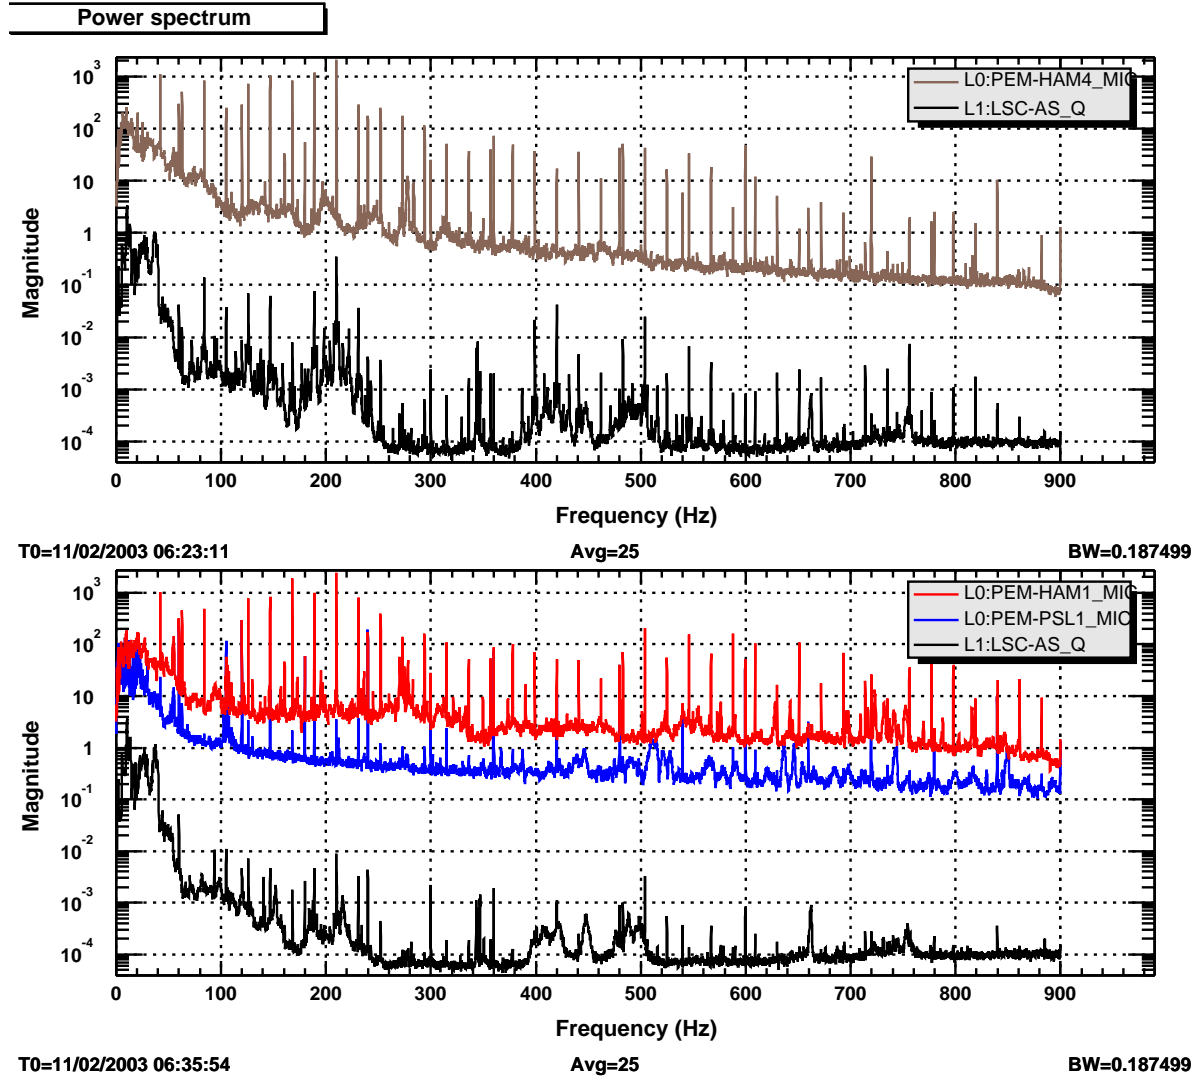 Power spectrum
L0:PEM-HAM4_MIC
L1:LSC-AS_Q
10^3
10^2
10
1
10^-1
10^-2
10^-3
10^-4
Magnitude
0 100 200 300 400 500 600 700 800 900
Frequency (Hz)
T0=11/02/2003 06:23:11 Avg=25 BW=0.187499
L0:PEM-HAM1_MIC
L0:PEM-PSL1_MIC
L1:LSC-AS_Q
10^3
10^2
10
1
10^-1
10^-2
10^-3
10^-4
Magnitude
0 100 200 300 400 500 600 700 800 900
Frequency (Hz)
T0=11/02/2003 06:35:54 Avg=25 BW=0.187499